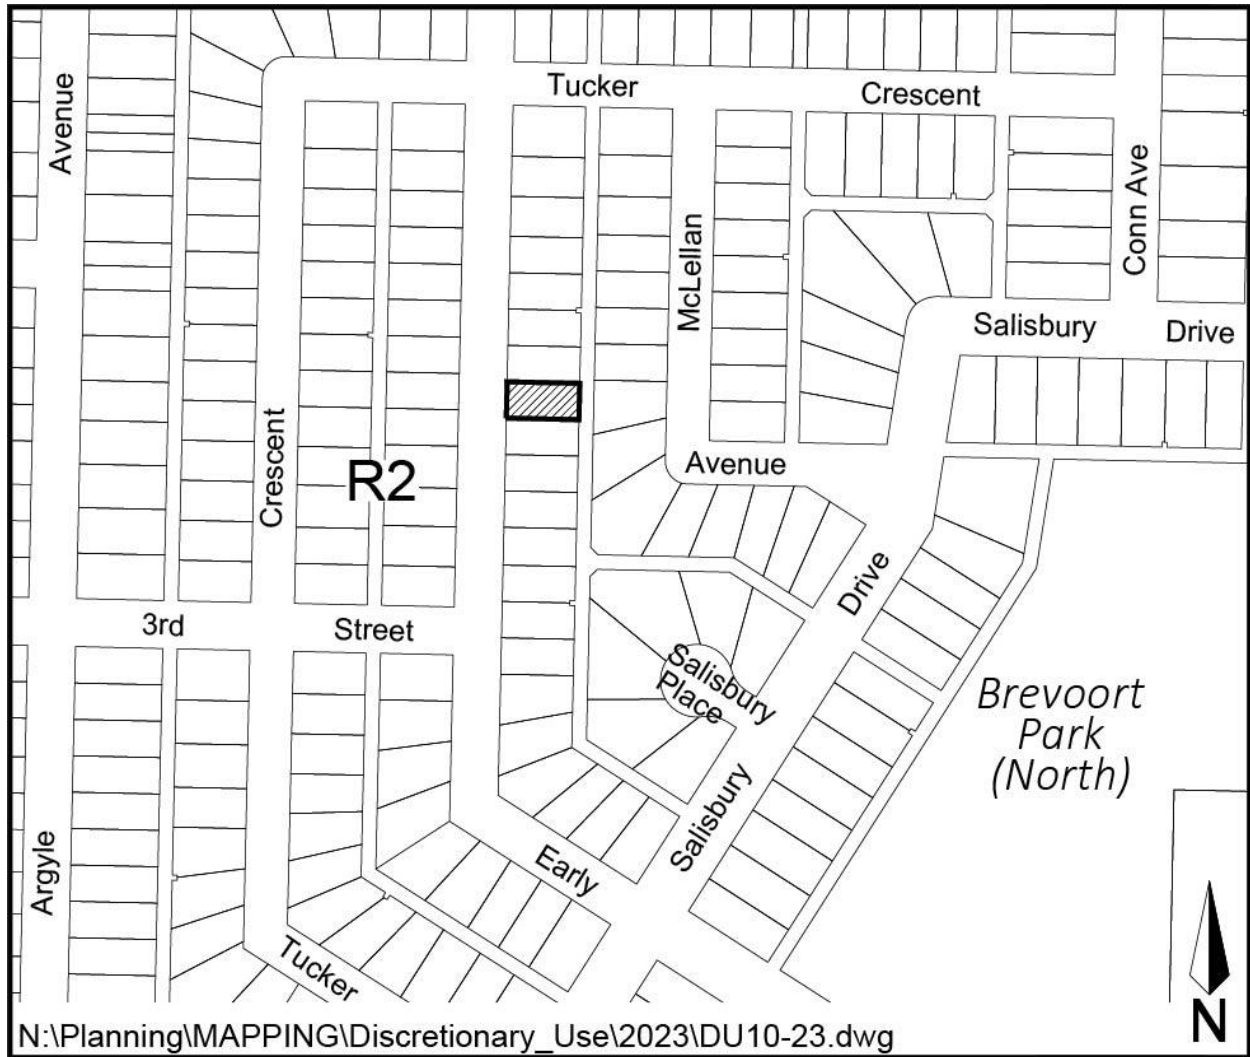 Tucker
Crescent
Avenue
Conn Ave
McLellan
Salisbury
Drive
Crescent
Avenue
R2
Drive
3rd
Street
Salisbury
Place
Brevoort
Park
(North)
Salisbury
Argyle
Early
Tucker
N
N:\Planning\MAPPING\Discretionary_Use\2023\DU10-23.dwg